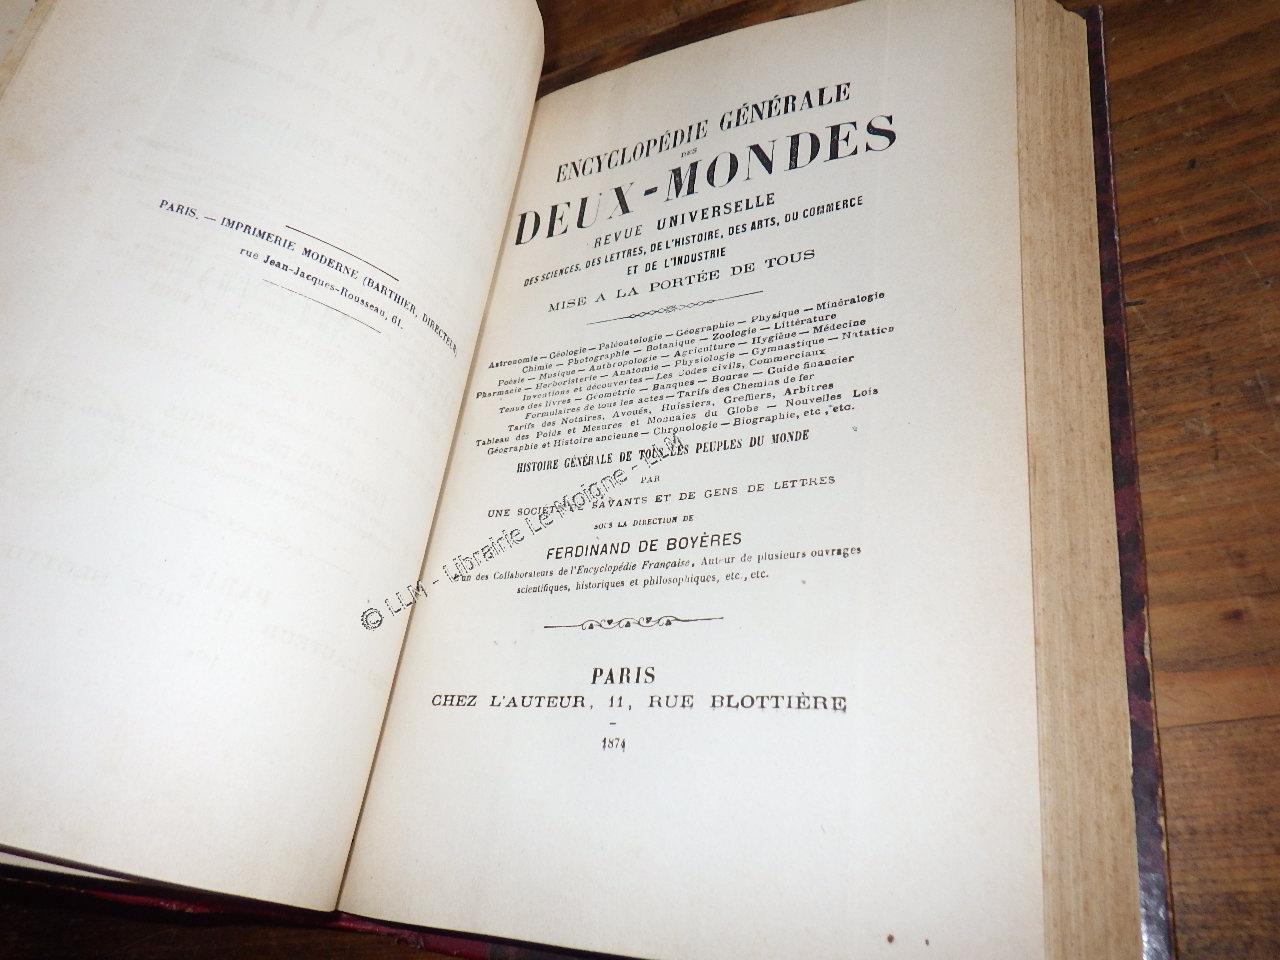 PARIS. — IMPRIMERIE MODERNE (BARTHIER, DIRECTEUR)
rue Jean-Jacques-Rousseau, 61.
ENCYCLOPÉDIE GÉNÉRALE
DES
DEUX-MONDES
REVUE UNIVERSELLE
DES SCIENCES, DES LETTRES, DE L'HISTOIRE, DES ARTS, DU COMMERCE
ET DE L'INDUSTRIE
MISE A LA PORTÉE DE TOUS
Astronomie — Géologie — Paléontologie — Géographie — Physique — Minéralogie
Chimie — Photographie — Botanique — Zoologie — Littérature
Poésie — Musique — Anthropologie — Agriculture — Hygiène — Médecine
Pharmacie — Herboristerie — Anatomie — Physiologie — Gymnastique — Natation
Inventions et découvertes — Les Codes civils, Commerciaux
Tenue des livres — Géométrie — Banques — Bourse — Guide financier
Formulaires de tous les actes — Tarifs des Chemins de fer
Tarifs des Notaires, Avoués, Huissiers, Greffiers, Arbitres
Tableau des Poids et Mesures et Monnaies du Globe — Nouvelles Lois
Géographie et Histoire ancienne — Chronologie — Biographie, etc., etc.
HISTOIRE GÉNÉRALE DE TOUS LES PEUPLES DU MONDE
PAR
UNE SOCIÉTÉ DE SAVANTS ET DE GENS DE LETTRES
SOUS LA DIRECTION DE
FERDINAND DE BOYÈRES
L'un des Collaborateurs de l'Encyclopédie Française, Auteur de plusieurs ouvrages
scientifiques, historiques et philosophiques, etc., etc.
PARIS
CHEZ L'AUTEUR, 11, RUE BLOTTIÈRE
1874
© LLM - Librairie Le Moigne - LLM